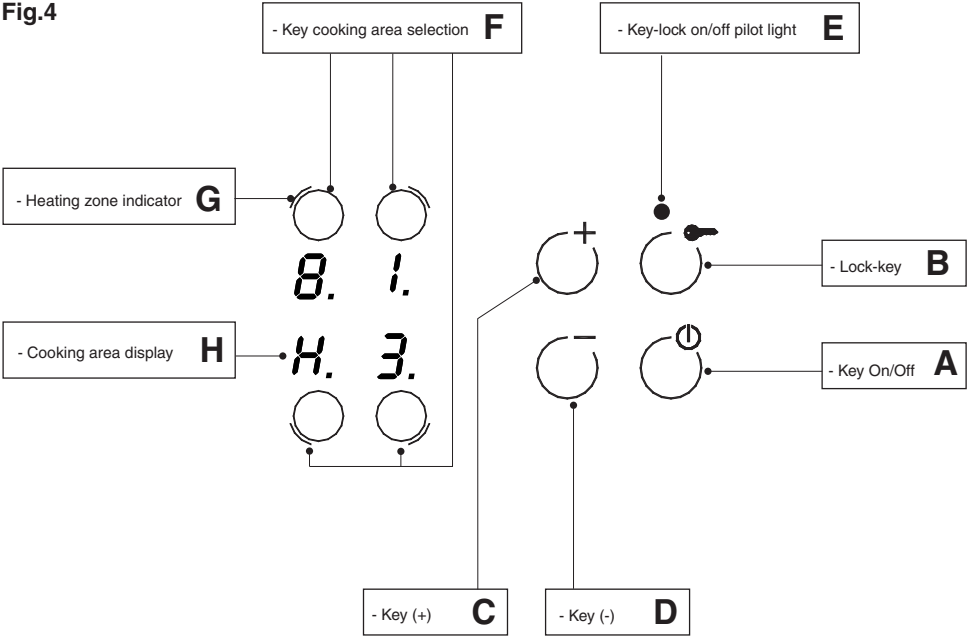 Fig.4
- Key cooking area selection F
- Key-lock on/off pilot light E
- Heating zone indicator G
8. 1.
- Lock-key B
- Cooking area display H
H. 3.
- Key On/Off A
- Key (+) C
- Key (-) D